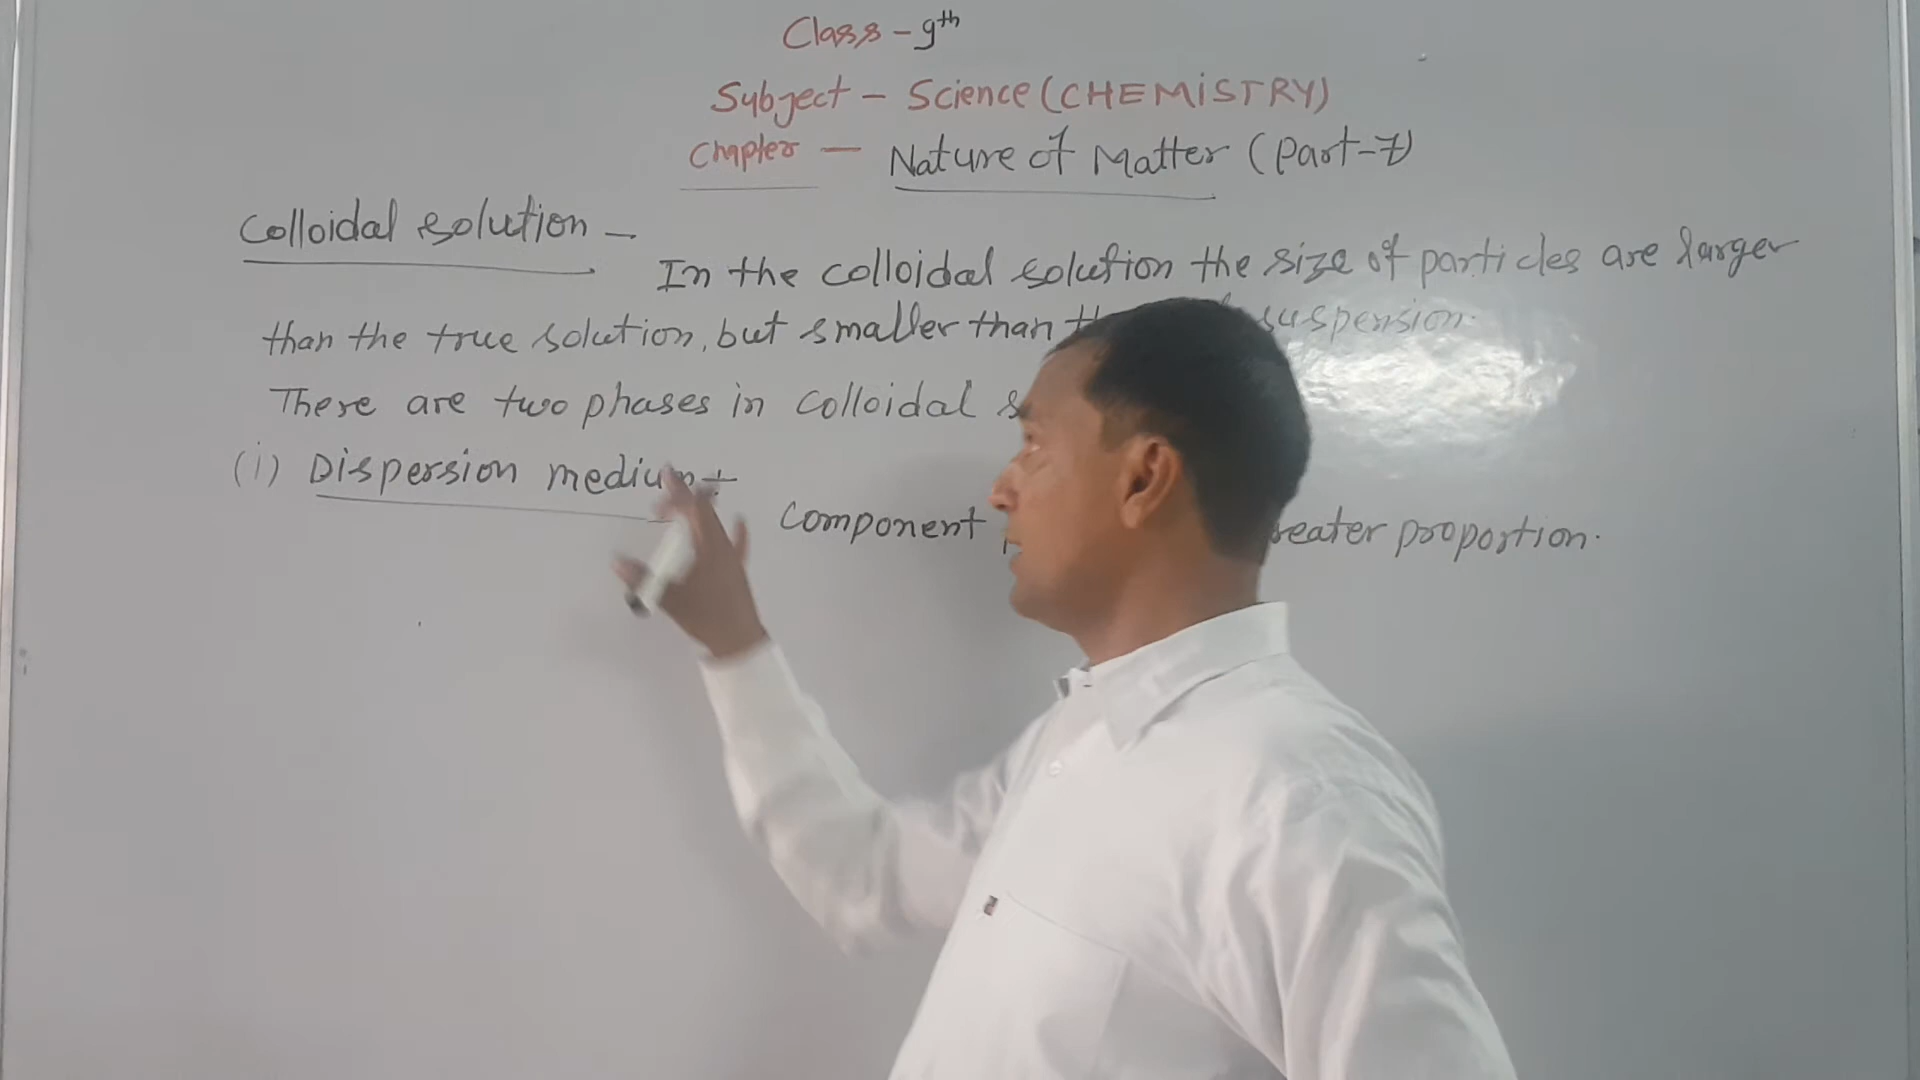 Class - 9th
Subject - Science (CHEMiSTRY)
Chapter - Nature of Matter (Part-7)
Colloidal solution -
In the colloidal solution the size of particles are larger
than the true solution, but smaller than suspension.
There are two phases in colloidal
(i) Dispersion medium:-
Component proportion.